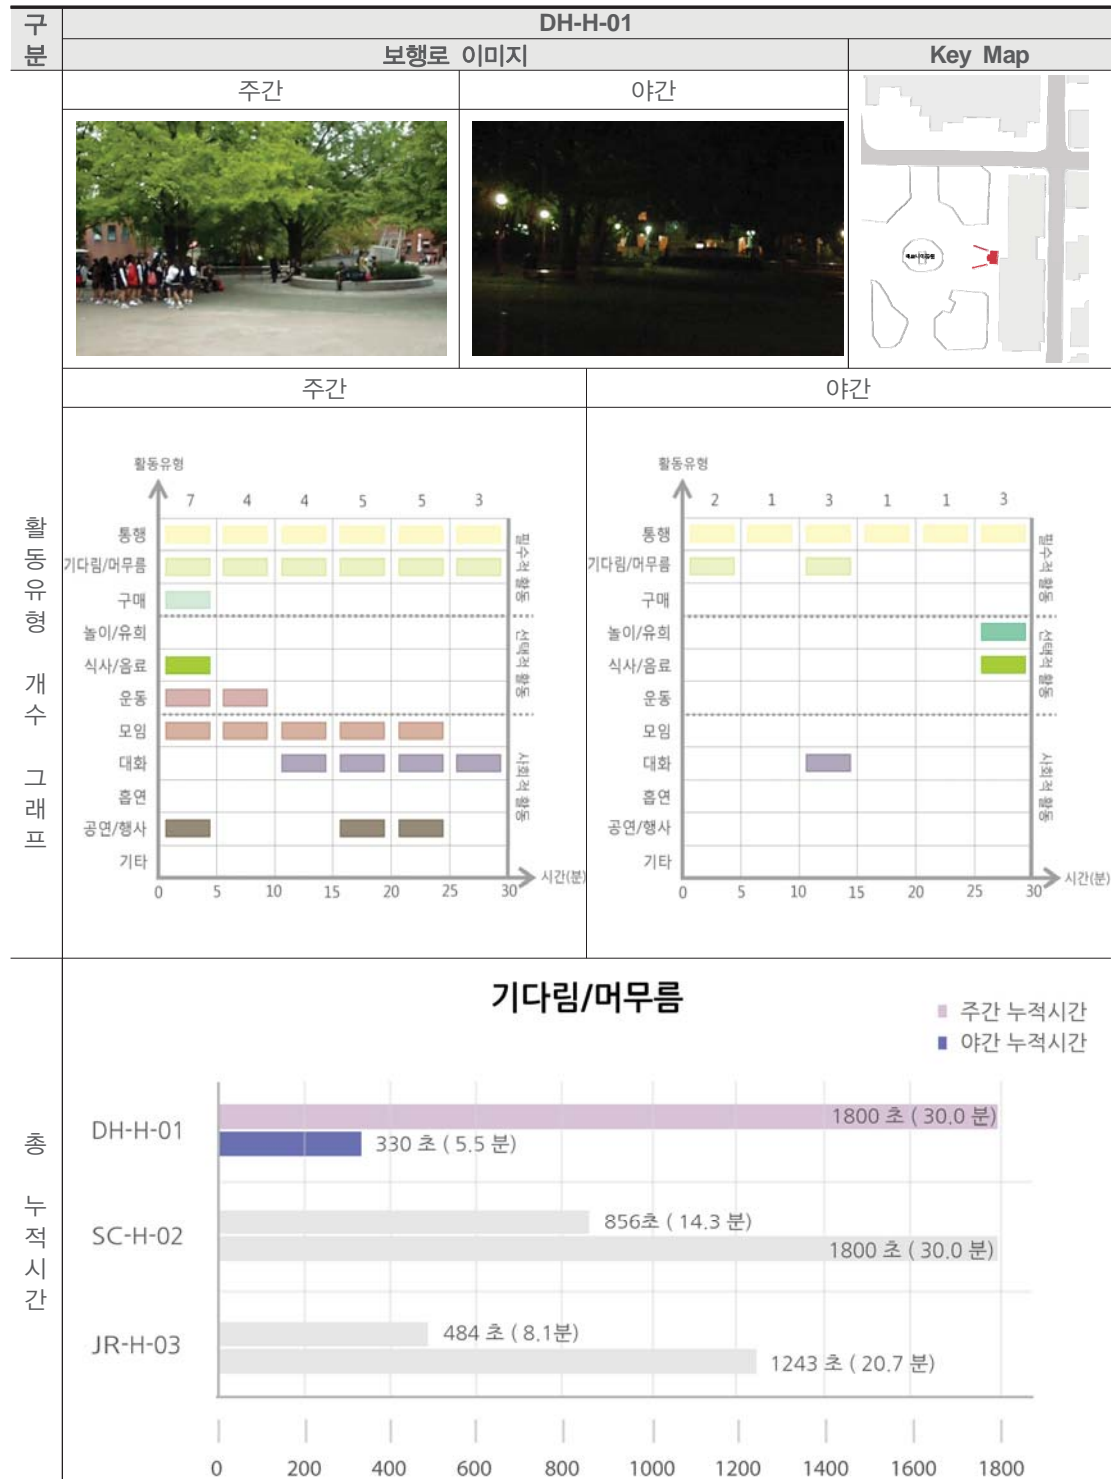 구분
DH-H-01
보행로 이미지
Key Map
주간
야간
주간
야간
활동유형 개수 그래프
활동유형
7 4 4 5 5 3
통행
기다림/머무름
구매
놀이/유희
식사/음료
운동
모임
대화
흡연
공연/행사
기타
필수적 활동
선택적 활동
사회적 활동
0 5 10 15 20 25 30
시간(분)
활동유형
2 1 3 1 1 3
통행
기다림/머무름
구매
놀이/유희
식사/음료
운동
모임
대화
흡연
공연/행사
기타
필수적 활동
선택적 활동
사회적 활동
0 5 10 15 20 25 30
시간(분)
총 누적시간
기다림/머무름
주간 누적시간
야간 누적시간
DH-H-01
1800 초 ( 30.0 분)
330 초 ( 5.5 분)
SC-H-02
856초 ( 14.3 분)
1800 초 ( 30.0 분)
JR-H-03
484 초 ( 8.1분)
1243 초 ( 20.7 분)
0 200 400 600 800 1000 1200 1400 1600 1800